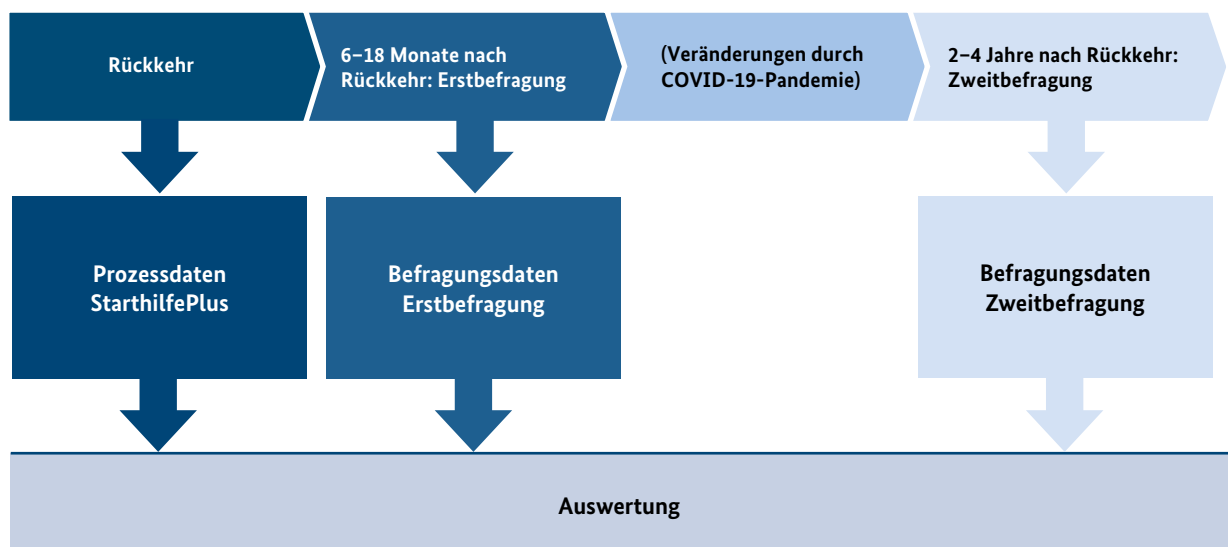 Rückkehr
6–18 Monate nach
Rückkehr: Erstbefragung
(Veränderungen durch
COVID-19-Pandemie)
2–4 Jahre nach Rückkehr:
Zweitbefragung
Prozessdaten
StarthilfePlus
Befragungsdaten
Erstbefragung
Befragungsdaten
Zweitbefragung
Auswertung